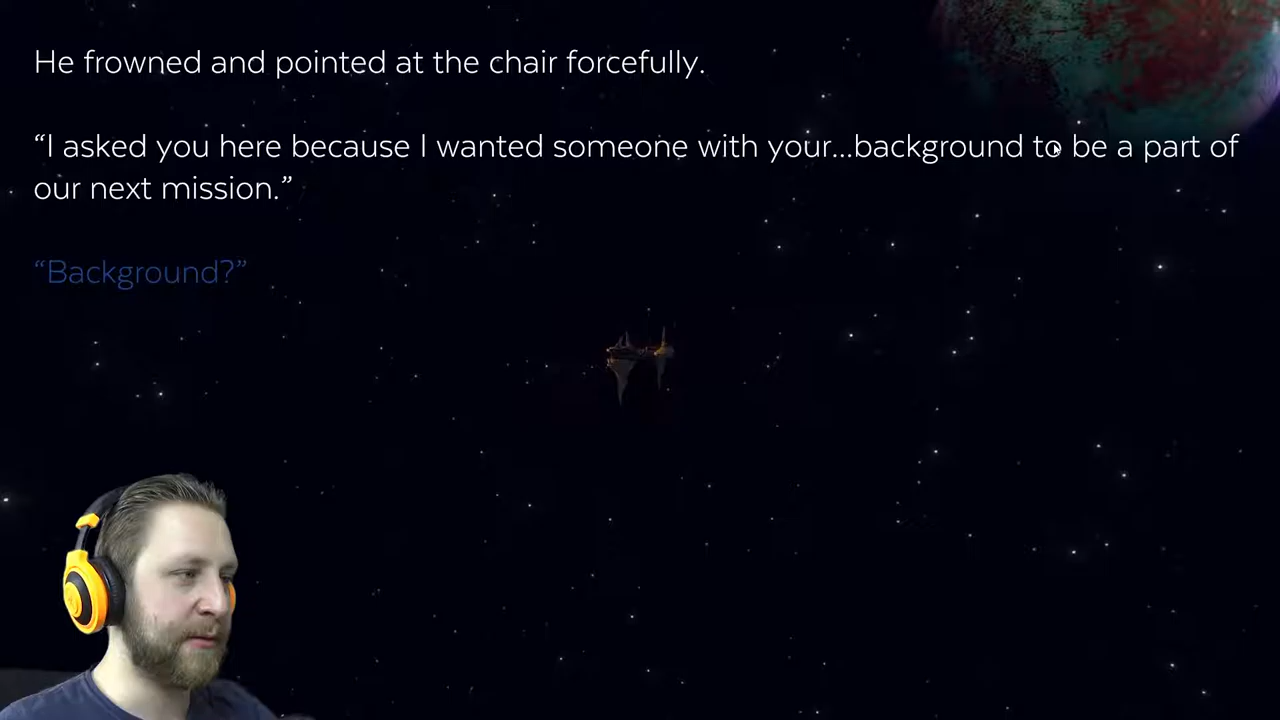 He frowned and pointed at the chair forcefully.
“I asked you here because I wanted someone with your...background to be a part of
our next mission.”
“Background?”